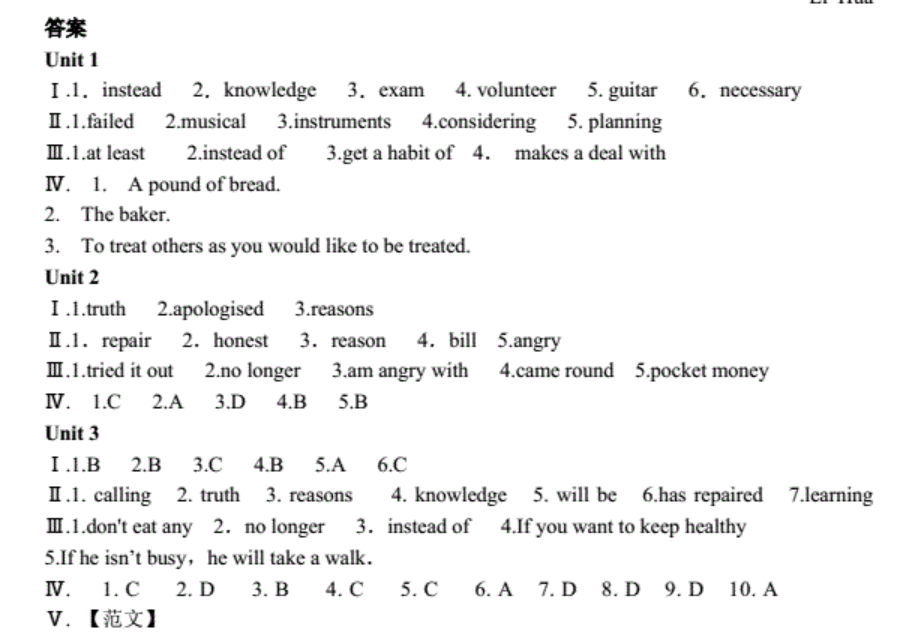 Li Hua
答案
Unit 1
Ⅰ.1．instead 2．knowledge 3．exam 4. volunteer 5. guitar 6．necessary
Ⅱ.1.failed 2.musical 3.instruments 4.considering 5. planning
Ⅲ.1.at least 2.instead of 3.get a habit of 4． makes a deal with
Ⅳ． 1. A pound of bread.
2. The baker.
3. To treat others as you would like to be treated.
Unit 2
Ⅰ.1.truth 2.apologised 3.reasons
Ⅱ.1．repair 2．honest 3．reason 4．bill 5.angry
Ⅲ.1.tried it out 2.no longer 3.am angry with 4.came round 5.pocket money
Ⅳ． 1.C 2.A 3.D 4.B 5.B
Unit 3
Ⅰ.1.B 2.B 3.C 4.B 5.A 6.C
Ⅱ.1. calling 2. truth 3. reasons 4. knowledge 5. will be 6.has repaired 7.learning
Ⅲ.1.don't eat any 2．no longer 3．instead of 4.If you want to keep healthy
5.If he isn't busy，he will take a walk．
Ⅳ． 1. C 2. D 3. B 4. C 5. C 6. A 7. D 8. D 9. D 10. A
Ⅴ．【范文】